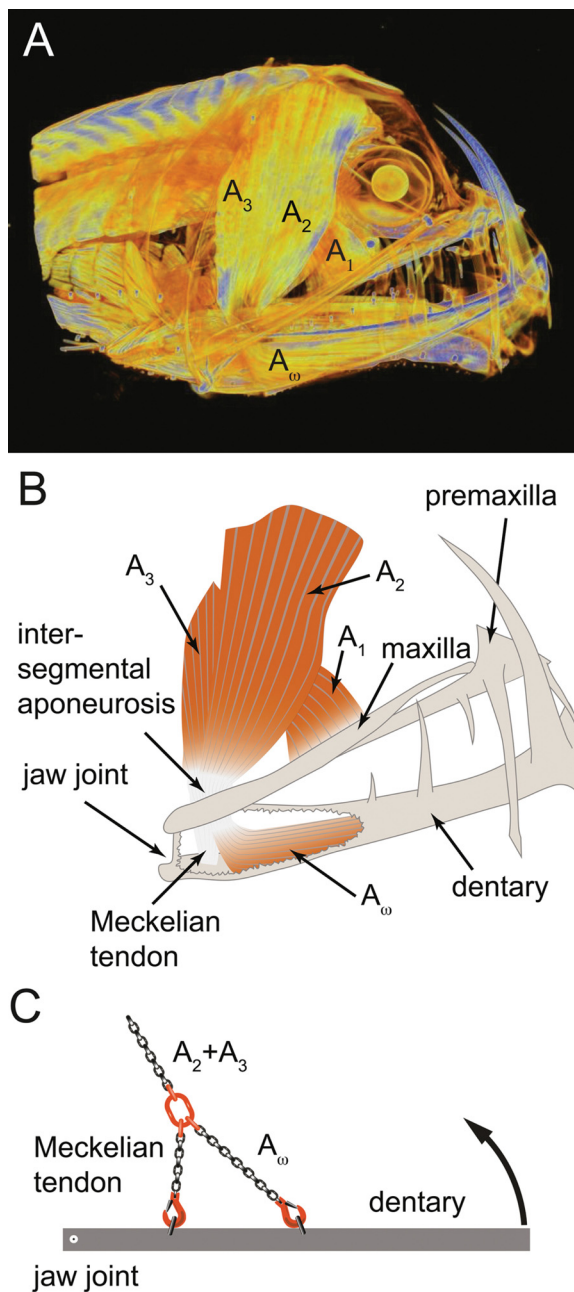 A
A₃
A₂
A₁
Aω
B
premaxilla
A₃
A₂
inter-
segmental
aponeurosis
A₁
maxilla
jaw joint
Meckelian
tendon
Aω
dentary
C
A₂+A₃
Meckelian
tendon
Aω
dentary
jaw joint